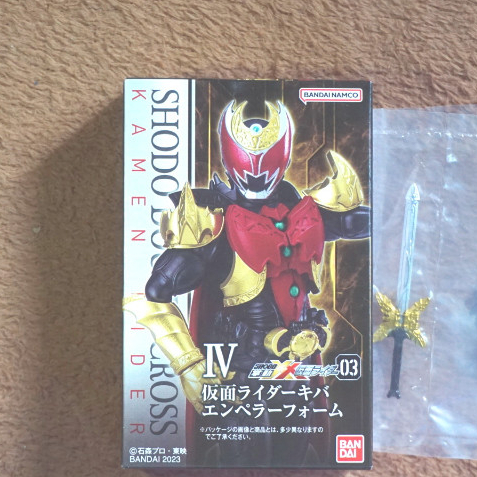 BANDAI NAMCO
SHODO
CROSS
KAMEN RIDER
IV
03
仮面ライダーキバ
エンペラーフォーム
※パッケージの画像と商品とは、多少異なりますの
でご了承ください。
©石森プロ・東映
BANDAI 2023
BANDAI